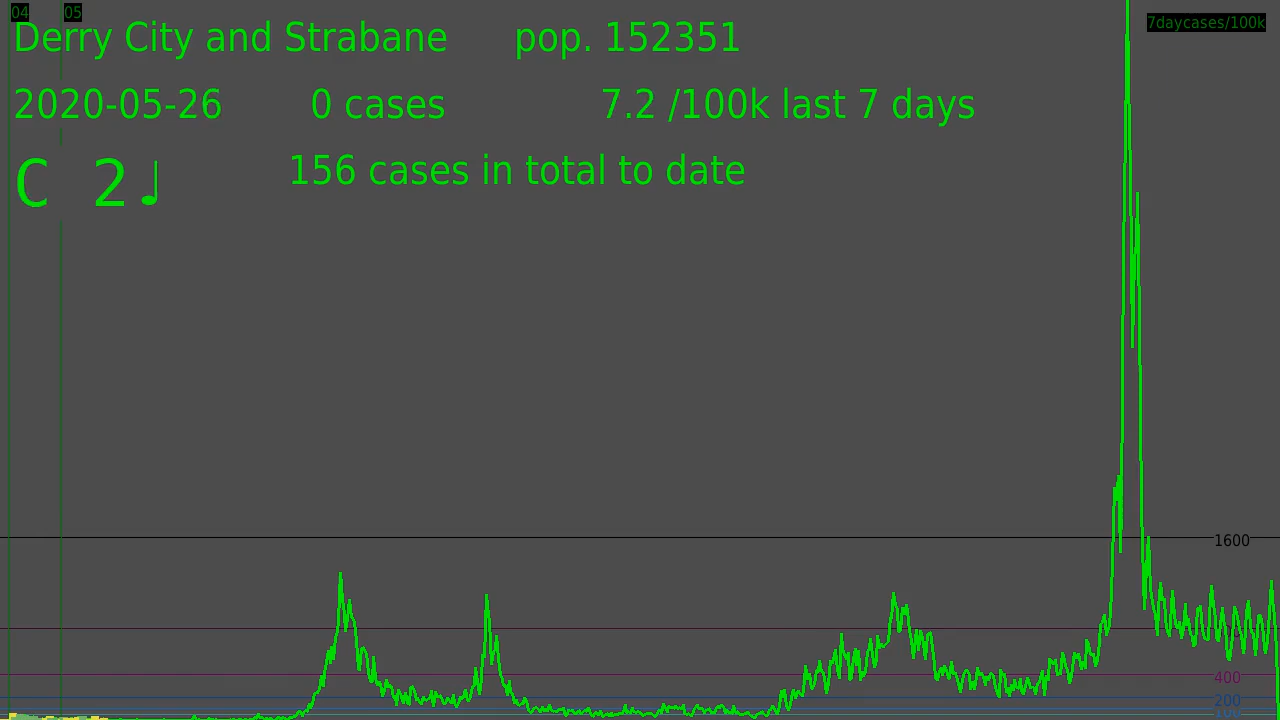 04 05
Derry City and Strabane pop. 152351
7daycases/100k
2020-05-26 0 cases 7.2 /100k last 7 days
C 2♩ 156 cases in total to date
1600
400
200
100